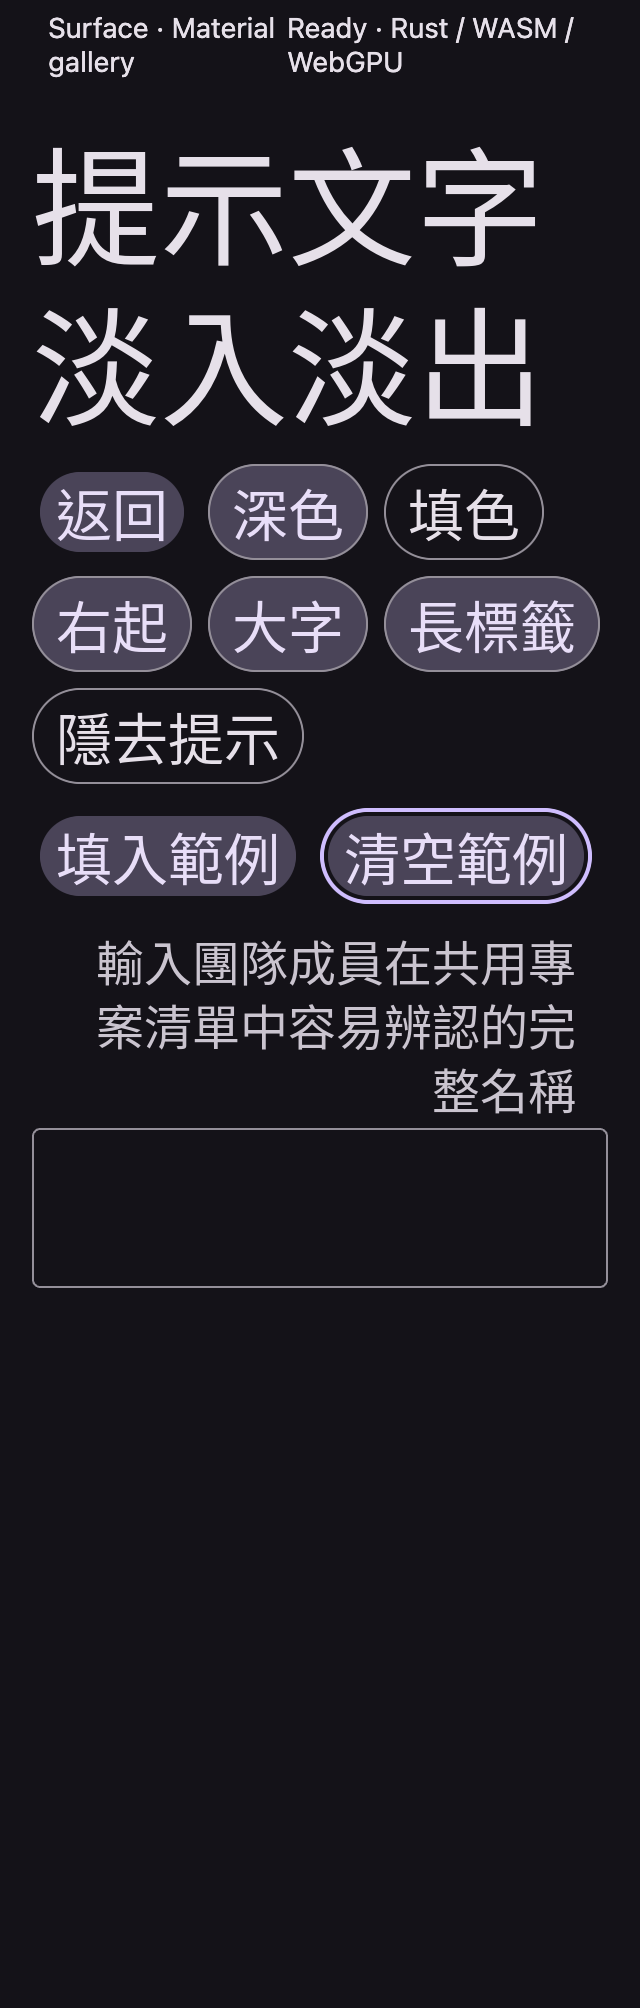 Surface · Material gallery
Ready · Rust / WASM / WebGPU
提示文字
淡入淡出
返回
深色
填色
右起
大字
長標籤
隱去提示
填入範例
清空範例
輸入團隊成員在共用專
案清單中容易辨認的完
整名稱